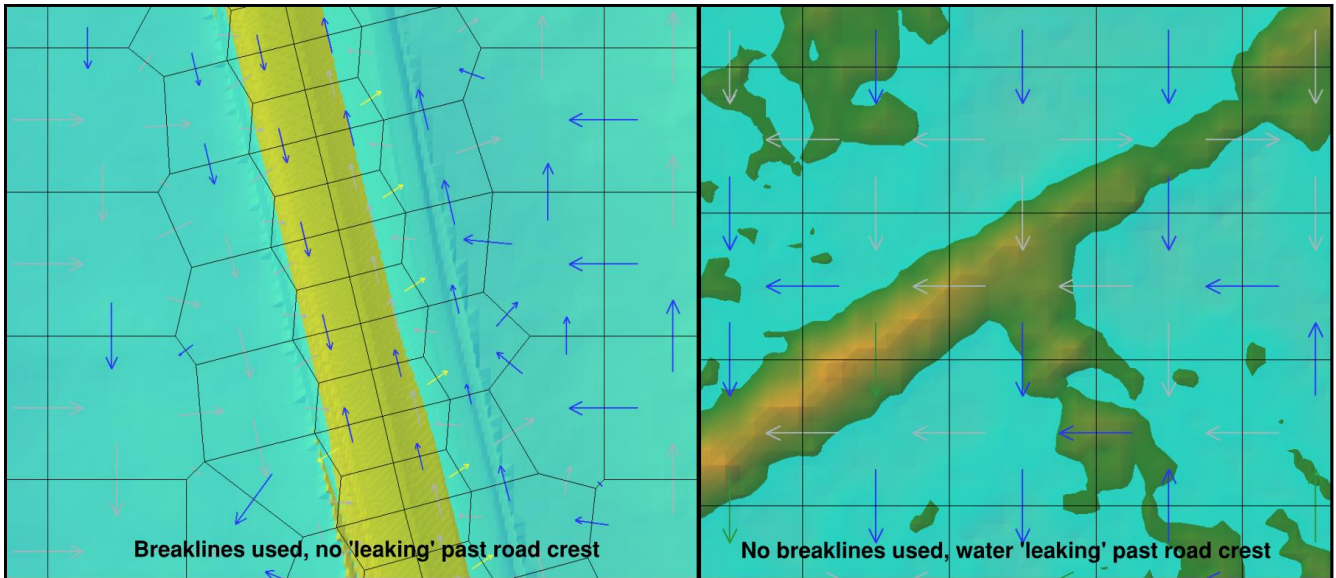 Breaklines used, no 'leaking' past road crest
No breaklines used, water 'leaking' past road crest